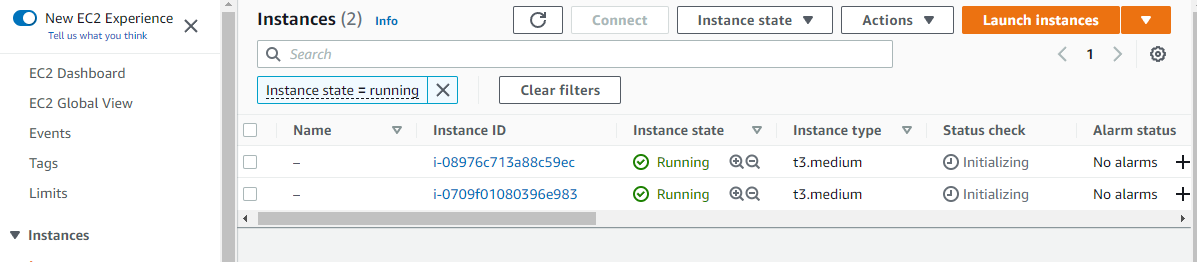 New EC2 Experience
Tell us what you think
EC2 Dashboard
EC2 Global View
Events
Tags
Limits
Instances
Instances (2) Info
Connect
Instance state
Actions
Launch instances
Search
1
Instance state = running
Clear filters
Name Instance ID Instance state Instance type Status check Alarm status
– i-08976c713a88c59ec Running t3.medium Initializing No alarms
– i-0709f01080396e983 Running t3.medium Initializing No alarms